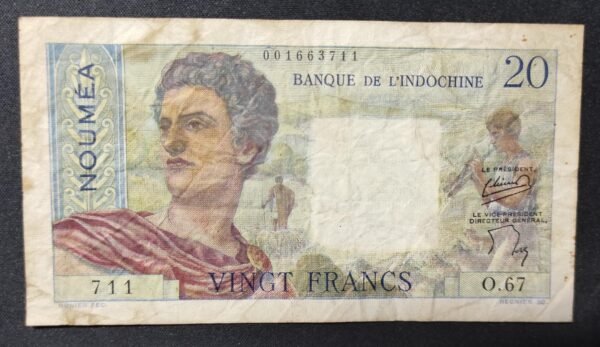 001663711
NOUMÉA
BANQUE DE L'INDOCHINE
20
LE PRÉSIDENT,
LE VICE-PRÉSIDENT
DIRECTEUR GÉNÉRAL,
711
VINGT FRANCS
O.67